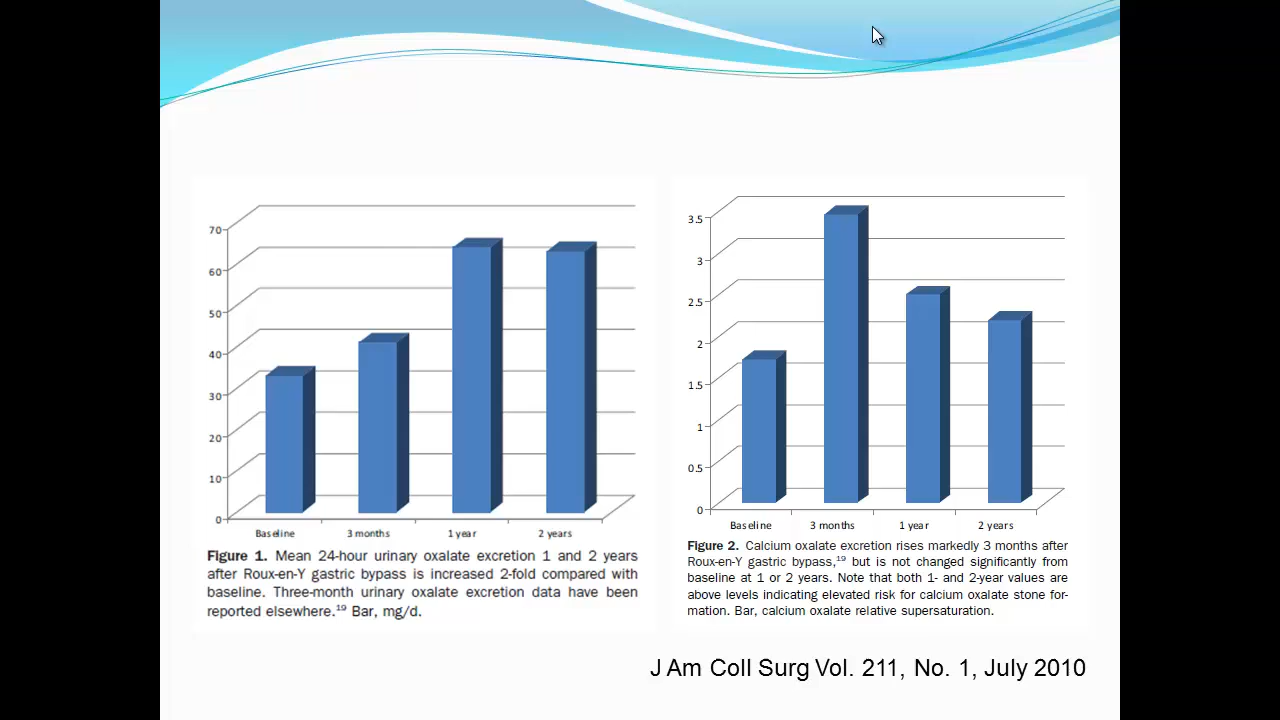 70
60
50
40
30
20
10
0
Baseline 3 months 1 year 2 years
Figure 1. Mean 24-hour urinary oxalate excretion 1 and 2 years
after Roux-en-Y gastric bypass is increased 2-fold compared with
baseline. Three-month urinary oxalate excretion data have been
reported elsewhere.19 Bar, mg/d.
3.5
3
2.5
2
1.5
1
0.5
0
Baseline 3 months 1 year 2 years
Figure 2. Calcium oxalate excretion rises markedly 3 months after
Roux-en-Y gastric bypass,19 but is not changed significantly from
baseline at 1 or 2 years. Note that both 1- and 2-year values are
above levels indicating elevated risk for calcium oxalate stone for-
mation. Bar, calcium oxalate relative supersaturation.
J Am Coll Surg Vol. 211, No. 1, July 2010